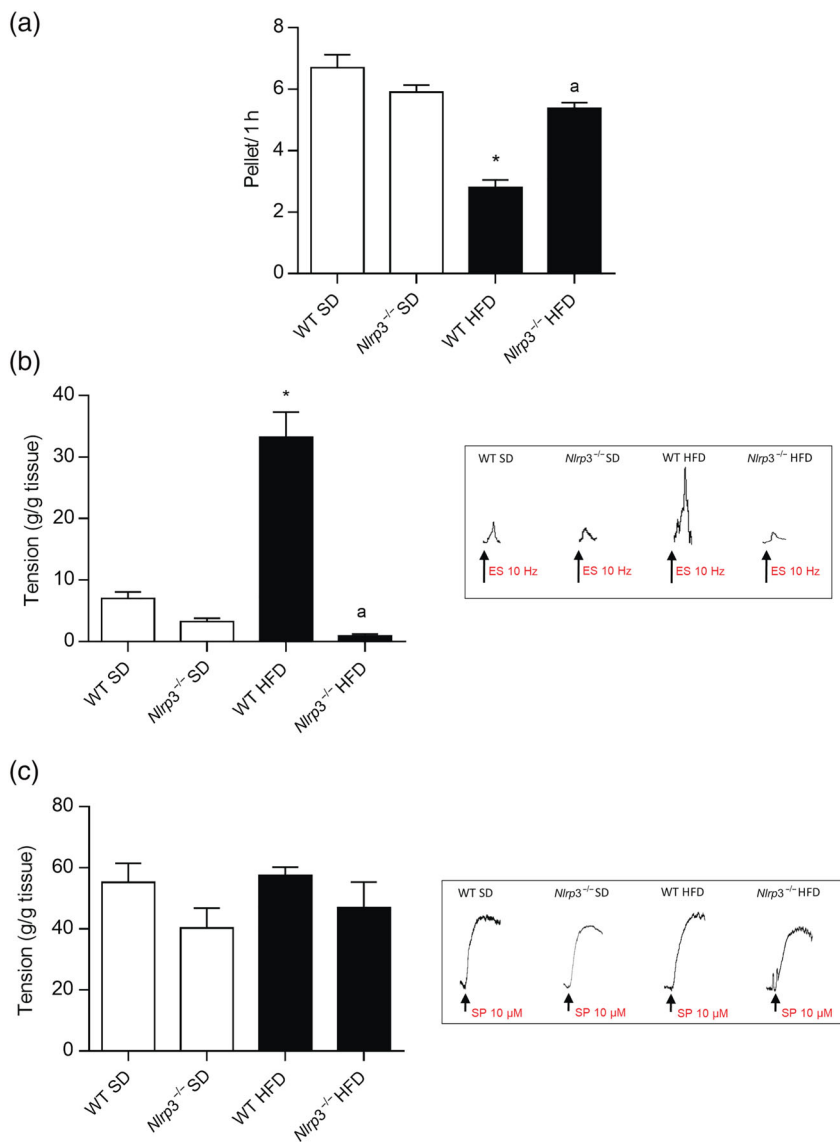 (a)
8
6
4
2
0
Pellet/ 1 h
*
a
WT SD
Nlrp3⁻/⁻ SD
WT HFD
Nlrp3⁻/⁻ HFD
(b)
40
30
20
10
0
Tension (g/g tissue)
*
a
WT SD
Nlrp3⁻/⁻ SD
WT HFD
Nlrp3⁻/⁻ HFD
WT SD Nlrp3⁻/⁻ SD WT HFD Nlrp3⁻/⁻ HFD
ES 10 Hz ES 10 Hz ES 10 Hz ES 10 Hz
(c)
80
60
40
20
0
Tension (g/g tissue)
WT SD
Nlrp3⁻/⁻ SD
WT HFD
Nlrp3⁻/⁻ HFD
WT SD Nlrp3⁻/⁻ SD WT HFD Nlrp3⁻/⁻ HFD
SP 10 µM SP 10 µM SP 10 µM SP 10 µM